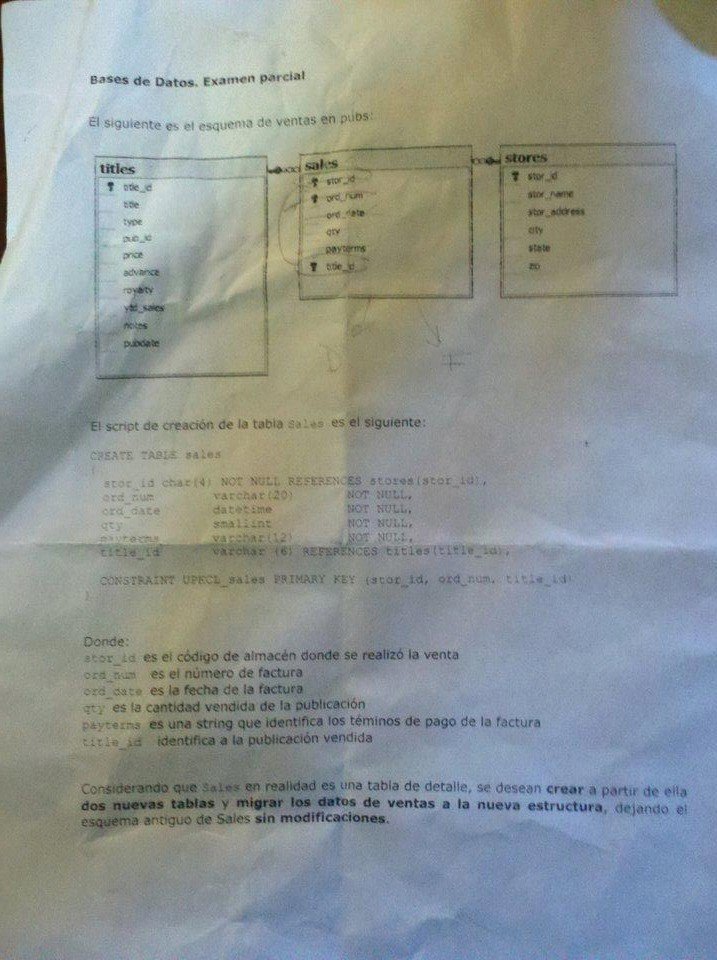 Bases de Datos. Examen parcial
El siguiente es el esquema de ventas en pubs:
titles
title_id
title
type
pub_id
price
advance
royalty
ytd_sales
notes
pubdate
sales
stor_id
ord_num
ord_date
qty
payterms
title_id
stores
stor_id
stor_name
stor_address
city
state
zip
El script de creación de la tabla Sales es el siguiente:
CREATE TABLE sales
(
stor_id char(4) NOT NULL REFERENCES stores(stor_id),
ord_num varchar(20) NOT NULL,
ord_date datetime NOT NULL,
qty smallint NOT NULL,
payterms varchar(12) NOT NULL,
title_id varchar (6) REFERENCES titles(title_id),
CONSTRAINT UPKCL_sales PRIMARY KEY (stor_id, ord_num, title_id)
)
Donde:
stor_id es el código de almacén donde se realizó la venta
ord_num es el número de factura
ord_date es la fecha de la factura
qty es la cantidad vendida de la publicación
payterms es una string que identifica los téminos de pago de la factura
title_id identifica a la publicación vendida
Considerando que Sales en realidad es una tabla de detalle, se desean crear a partir de ella
dos nuevas tablas y migrar los datos de ventas a la nueva estructura, dejando el
esquema antiguo de Sales sin modificaciones.